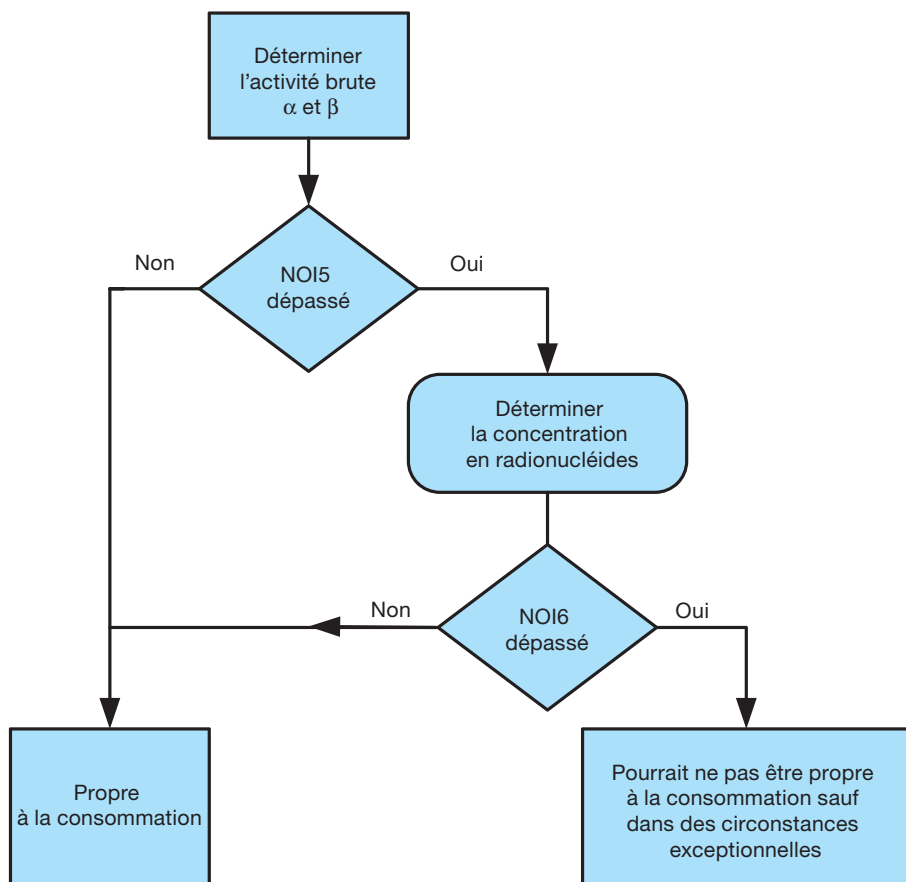 Déterminer
l’activité brute
α et β
Non
Oui
NOI5
dépassé
Déterminer
la concentration
en radionucléides
Non
Oui
NOI6
dépassé
Propre
à la consommation
Pourrait ne pas être propre
à la consommation sauf
dans des circonstances
exceptionnelles